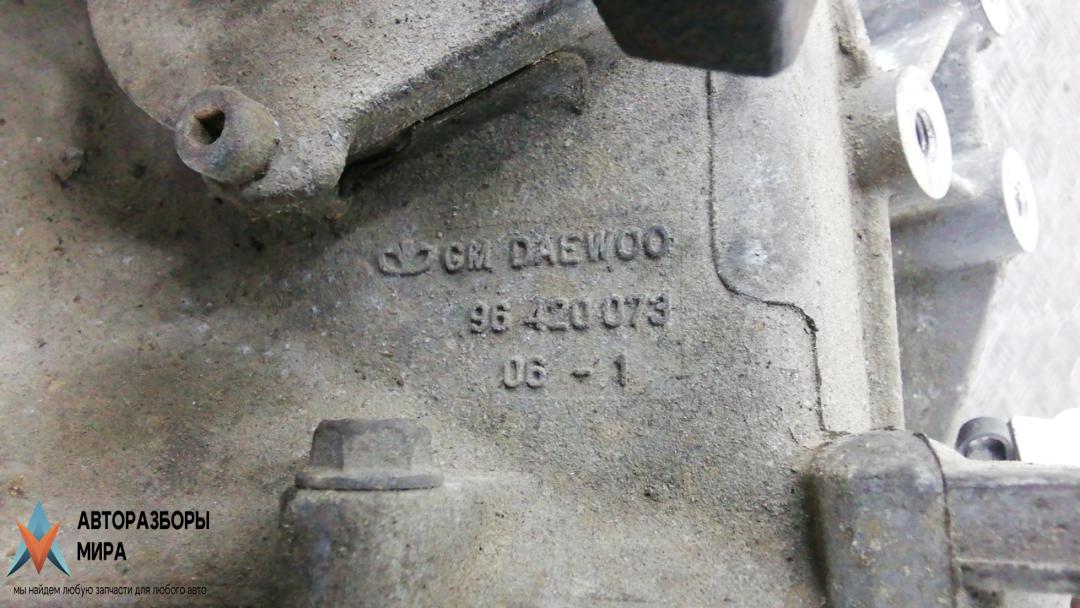 GM DAEWOO
96 420 073
06 - 1
АВТОРАЗБОРЫ
МИРА
мы найдем любую запчасти для любого авто